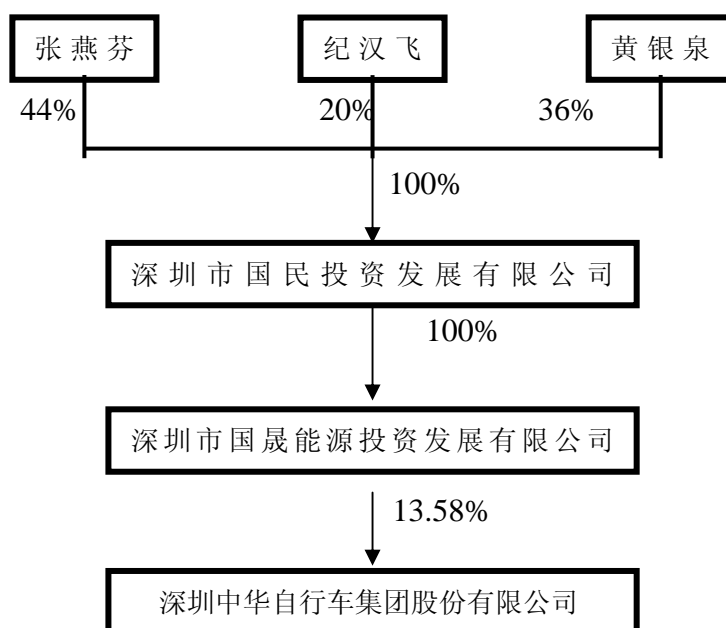 张燕芬 纪汉飞 黄银泉
44% 20% 36%
100%
深圳市国民投资发展有限公司
100%
深圳市国晟能源投资发展有限公司
13.58%
深圳中华自行车集团股份有限公司